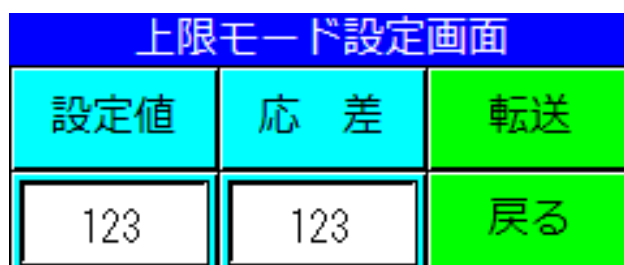 上限モード設定画面
設定値 応 差 転送
123 123 戻る